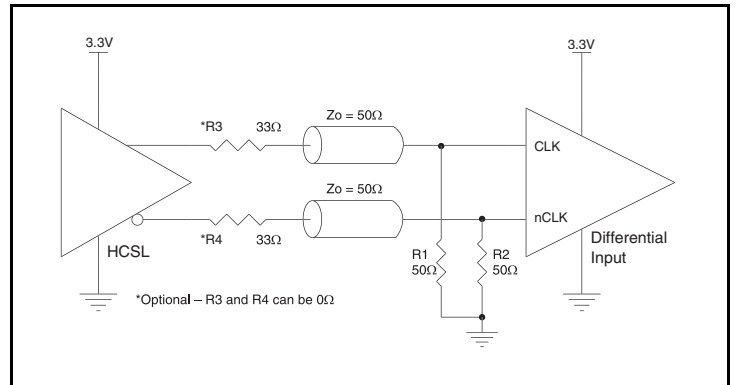 3.3V
3.3V
*R3 33Ω
Zo = 50Ω
CLK
Zo = 50Ω
nCLK
*R4 33Ω
HCSL
R1
50Ω
R2
50Ω
Differential
Input
*Optional – R3 and R4 can be 0Ω